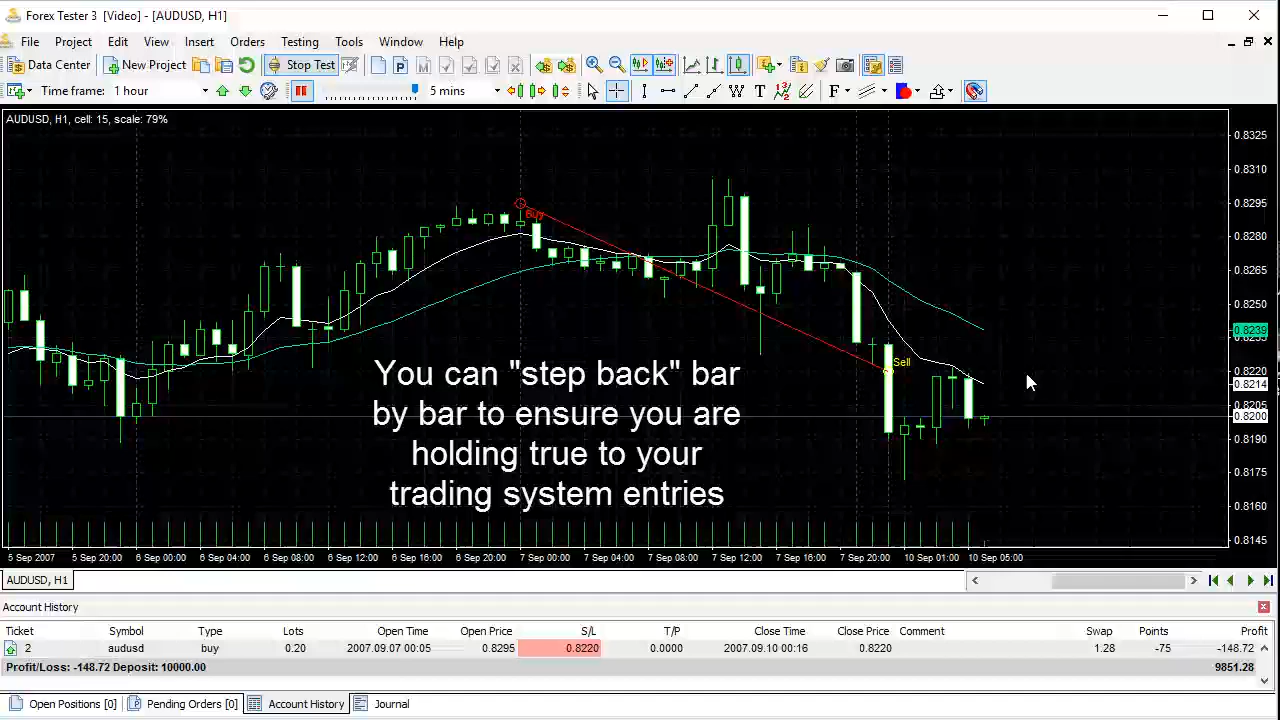 Forex Tester 3 [Video] - [AUDUSD, H1]
File Project Edit View Insert Orders Testing Tools Window Help
Data Center New Project Stop Test P M
Time frame: 1 hour 5 mins T F
AUDUSD, H1, cell: 15, scale: 79%
0.8325
0.8310
0.8295
0.8280
0.8265
0.8250
0.8239
0.8235
0.8220
0.8214
0.8205
0.8200
0.8190
0.8175
0.8160
0.8145
Buy
Sell
You can "step back" bar
by bar to ensure you are
holding true to your
trading system entries
5 Sep 2007 5 Sep 20:00 6 Sep 00:00 6 Sep 04:00 6 Sep 08:00 6 Sep 12:00 6 Sep 16:00 6 Sep 20:00 7 Sep 00:00 7 Sep 04:00 7 Sep 08:00 7 Sep 12:00 7 Sep 16:00 7 Sep 20:00 10 Sep 01:00 10 Sep 05:00
AUDUSD, H1
Account History
Ticket Symbol Type Lots Open Time Open Price S/L T/P Close Time Close Price Comment Swap Points Profit
2 audusd buy 0.20 2007.09.07 00:05 0.8295 0.8220 0.0000 2007.09.10 00:16 0.8220 1.28 -75 -148.72
Profit/Loss: -148.72 Deposit: 10000.00 9851.28
Open Positions [0] Pending Orders [0] Account History Journal